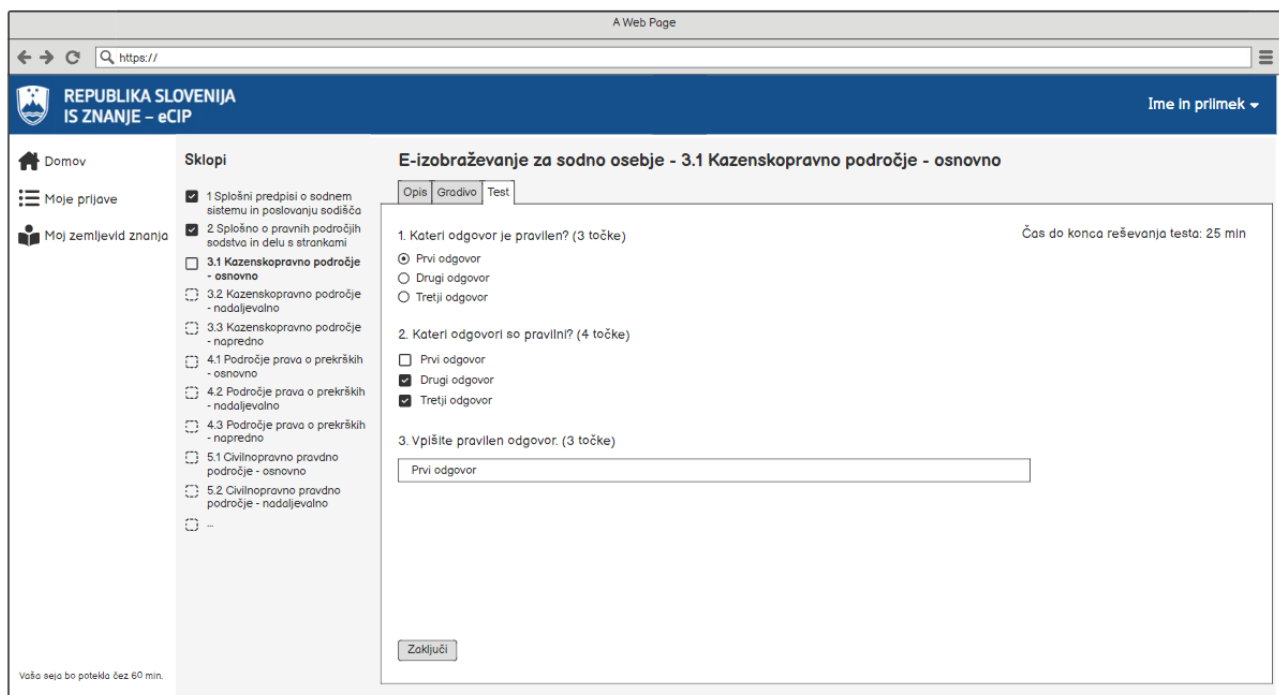 A Web Page
https://
REPUBLIKA SLOVENIJA
IS ZNANJE – eCIP
Ime in priimek
Domov
Moje prijave
Moj zemljevid znanja
Vaša seja bo potekla čez 60 min.
Sklopi
1 Splošni predpisi o sodnem
sistemu in poslovanju sodišča
2 Splošno o pravnih področjih
sodstva in delu s strankami
3.1 Kazenskopravno področje
- osnovno
3.2 Kazenskopravno področje
- nadaljevalno
3.3 Kazenskopravno področje
- napredno
4.1 Področje prava o prekrških
- osnovno
4.2 Področje prava o prekrških
- nadaljevalno
4.3 Področje prava o prekrških
- napredno
5.1 Civilnopravno pravdno
področje - osnovno
5.2 Civilnopravno pravdno
področje - nadaljevalno
...
E-izobraževanje za sodno osebje - 3.1 Kazenskopravno področje - osnovno
Opis Gradivo Test
Čas do konca reševanja testa: 25 min
1. Kateri odgovor je pravilen? (3 točke)
Prvi odgovor
Drugi odgovor
Tretji odgovor
2. Kateri odgovori so pravilni? (4 točke)
Prvi odgovor
Drugi odgovor
Tretji odgovor
3. Vpišite pravilen odgovor. (3 točke)
Prvi odgovor
Zaključi